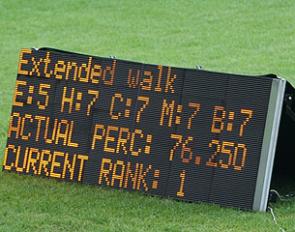 Extended walk
E:5 H:7 C:7 M:7 B:7
ACTUAL PERC: 76.250
CURRENT RANK: 1